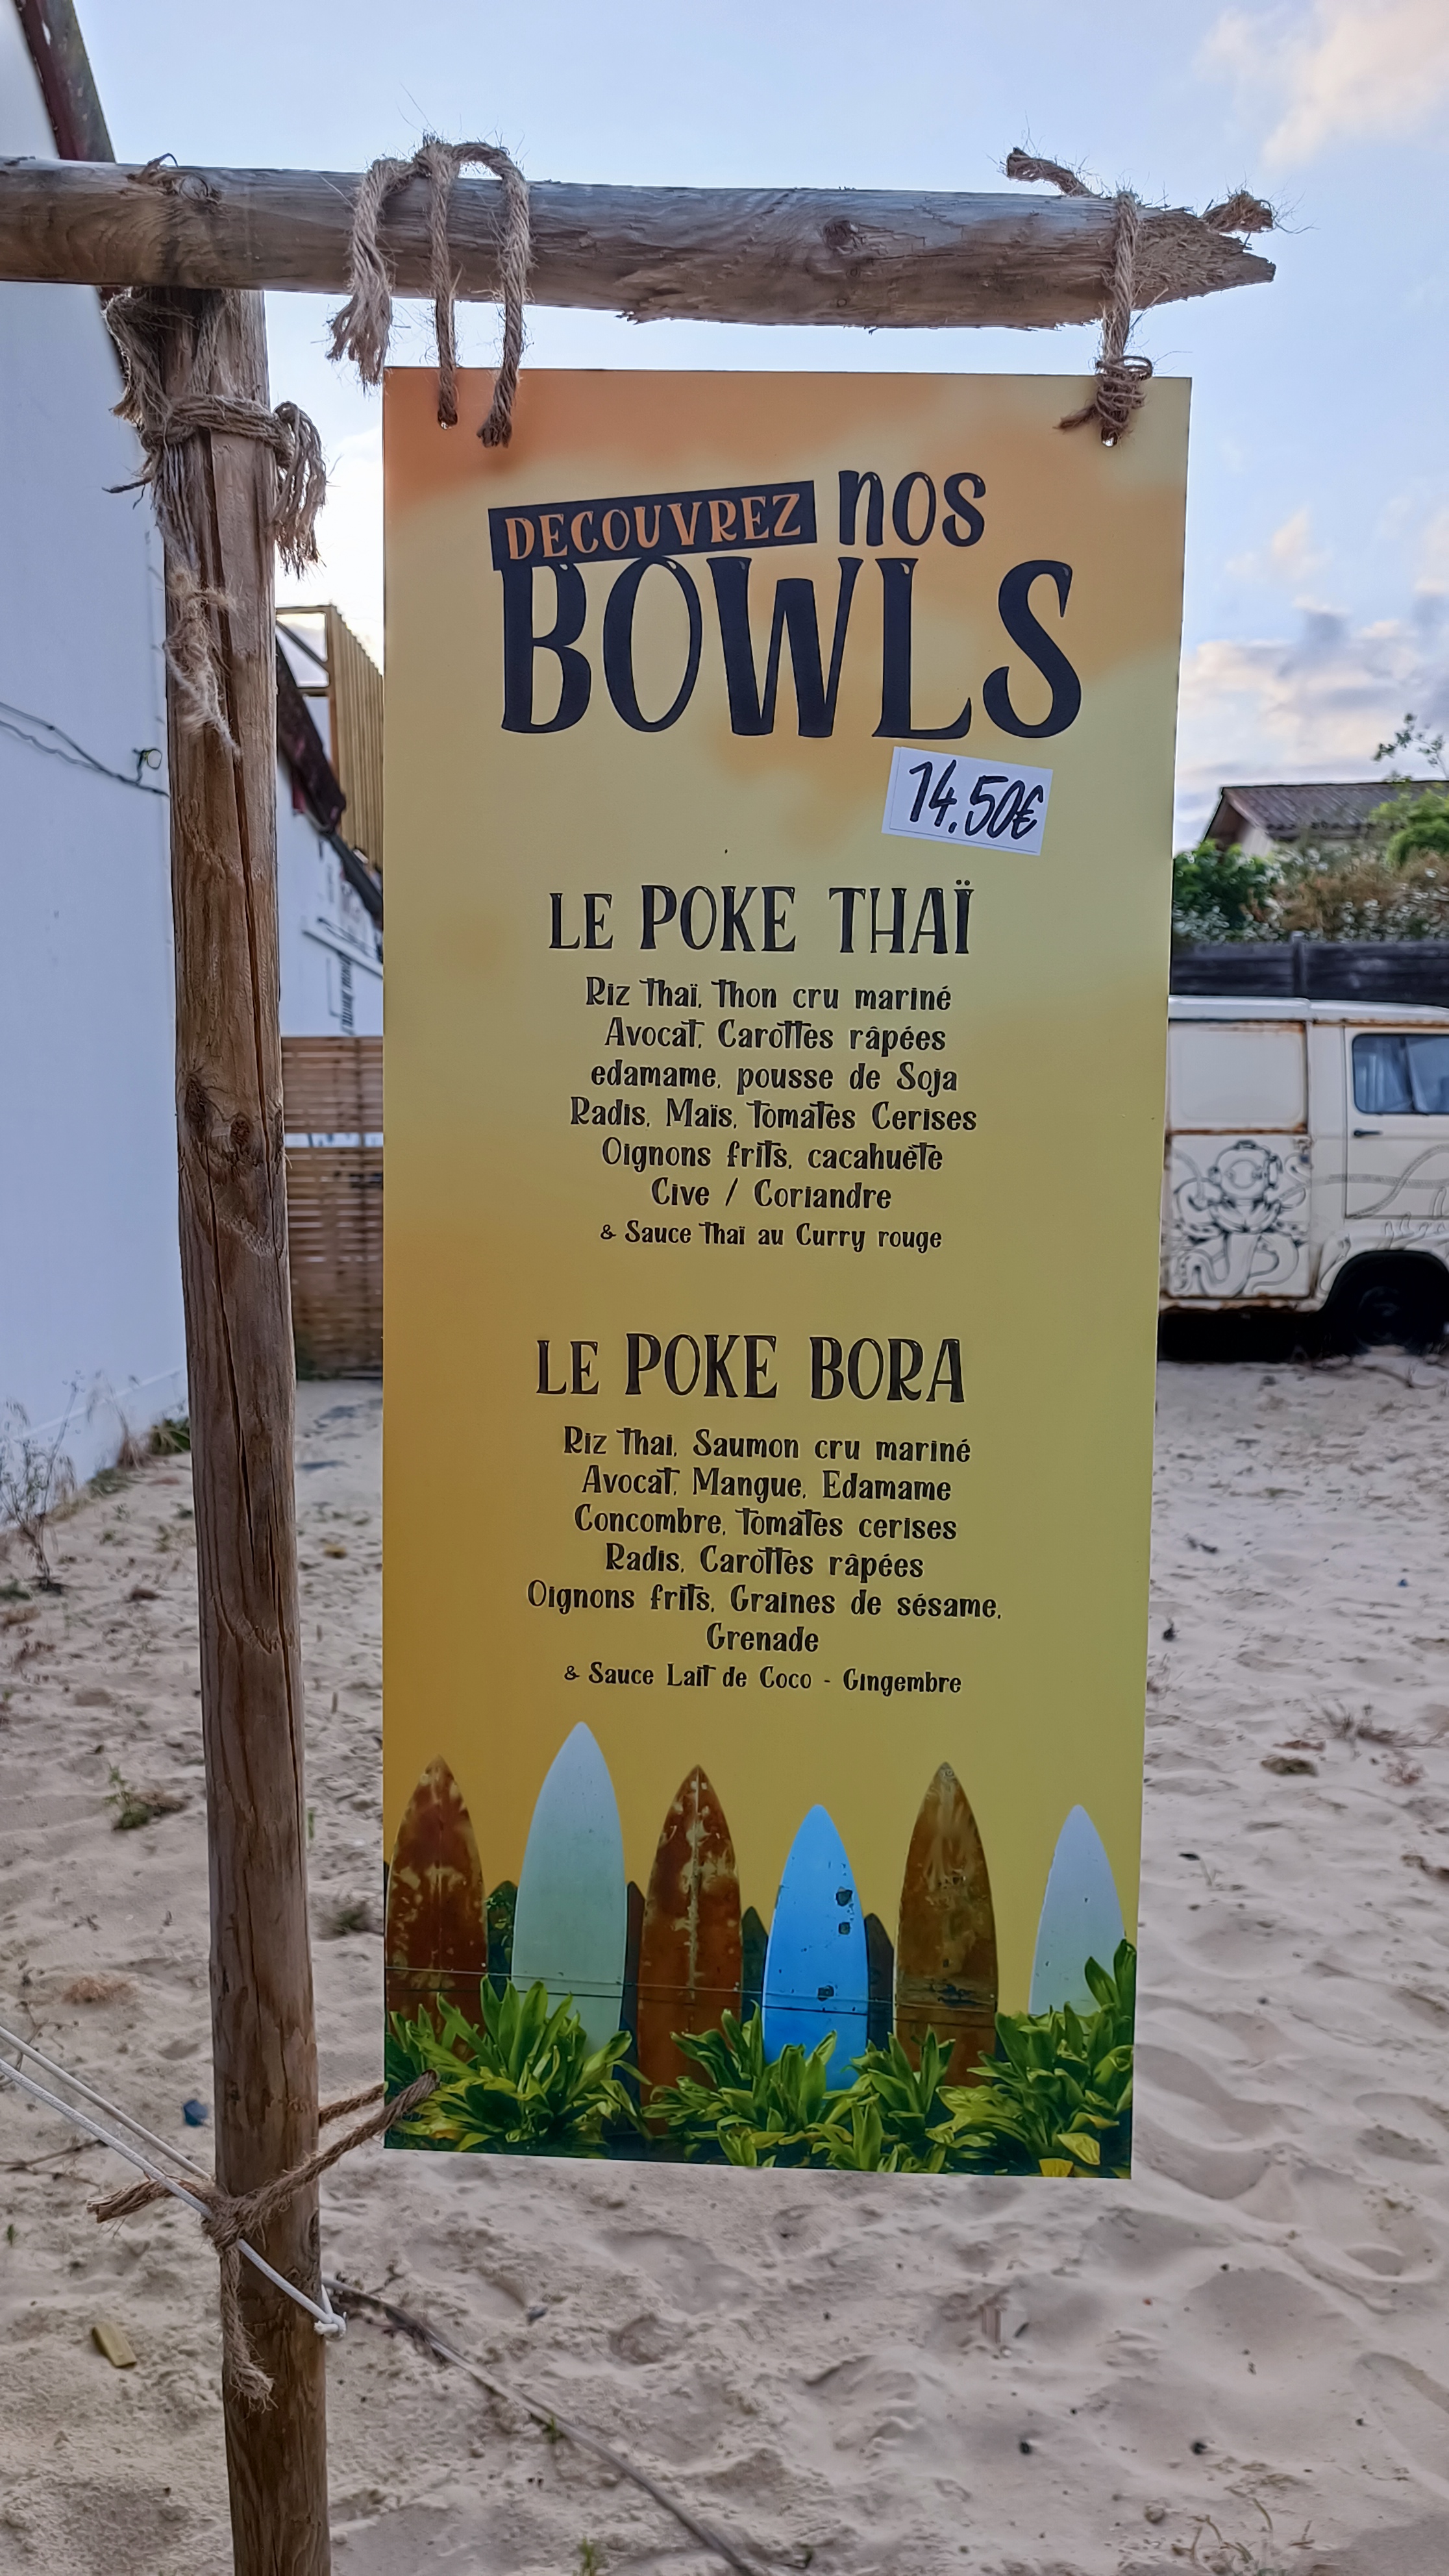 DECOUVREZ nos
BOWLS
14.50€
LE POKE THAÏ
Riz Thaï, Thon cru mariné
Avocat, Carottes râpées
edamame, pousse de Soja
Radis, Maïs, Tomates Cerises
Oignons frits, cacahuète
Cive / Coriandre
& Sauce Thaï au Curry rouge
LE POKE BORA
Riz Thai, Saumon cru mariné
Avocat, Mangue, Edamame
Concombre, Tomates cerises
Radis, Carottes râpées
Oignons frits, Graines de sésame,
Grenade
& Sauce Lait de Coco - Gingembre